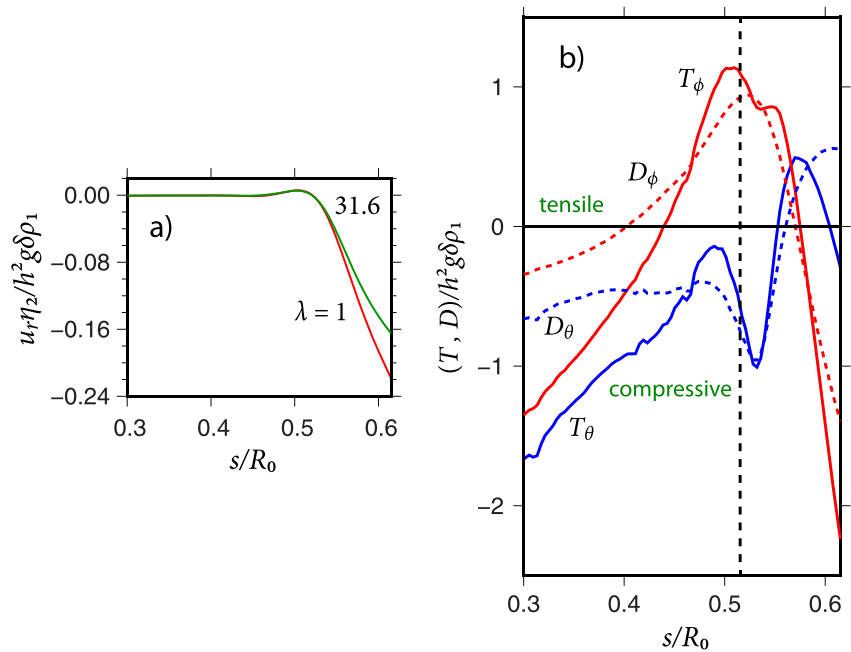 a)
0.00
−0.08
−0.16
−0.24
u_r η₂/h²gδρ₁
31.6
λ = 1
0.3
0.4
0.5
0.6
s/R₀
b)
1
0
−1
−2
(T , D)/h²gδρ₁
T_ϕ
D_ϕ
tensile
D_θ
compressive
T_θ
0.3
0.4
0.5
0.6
s/R₀